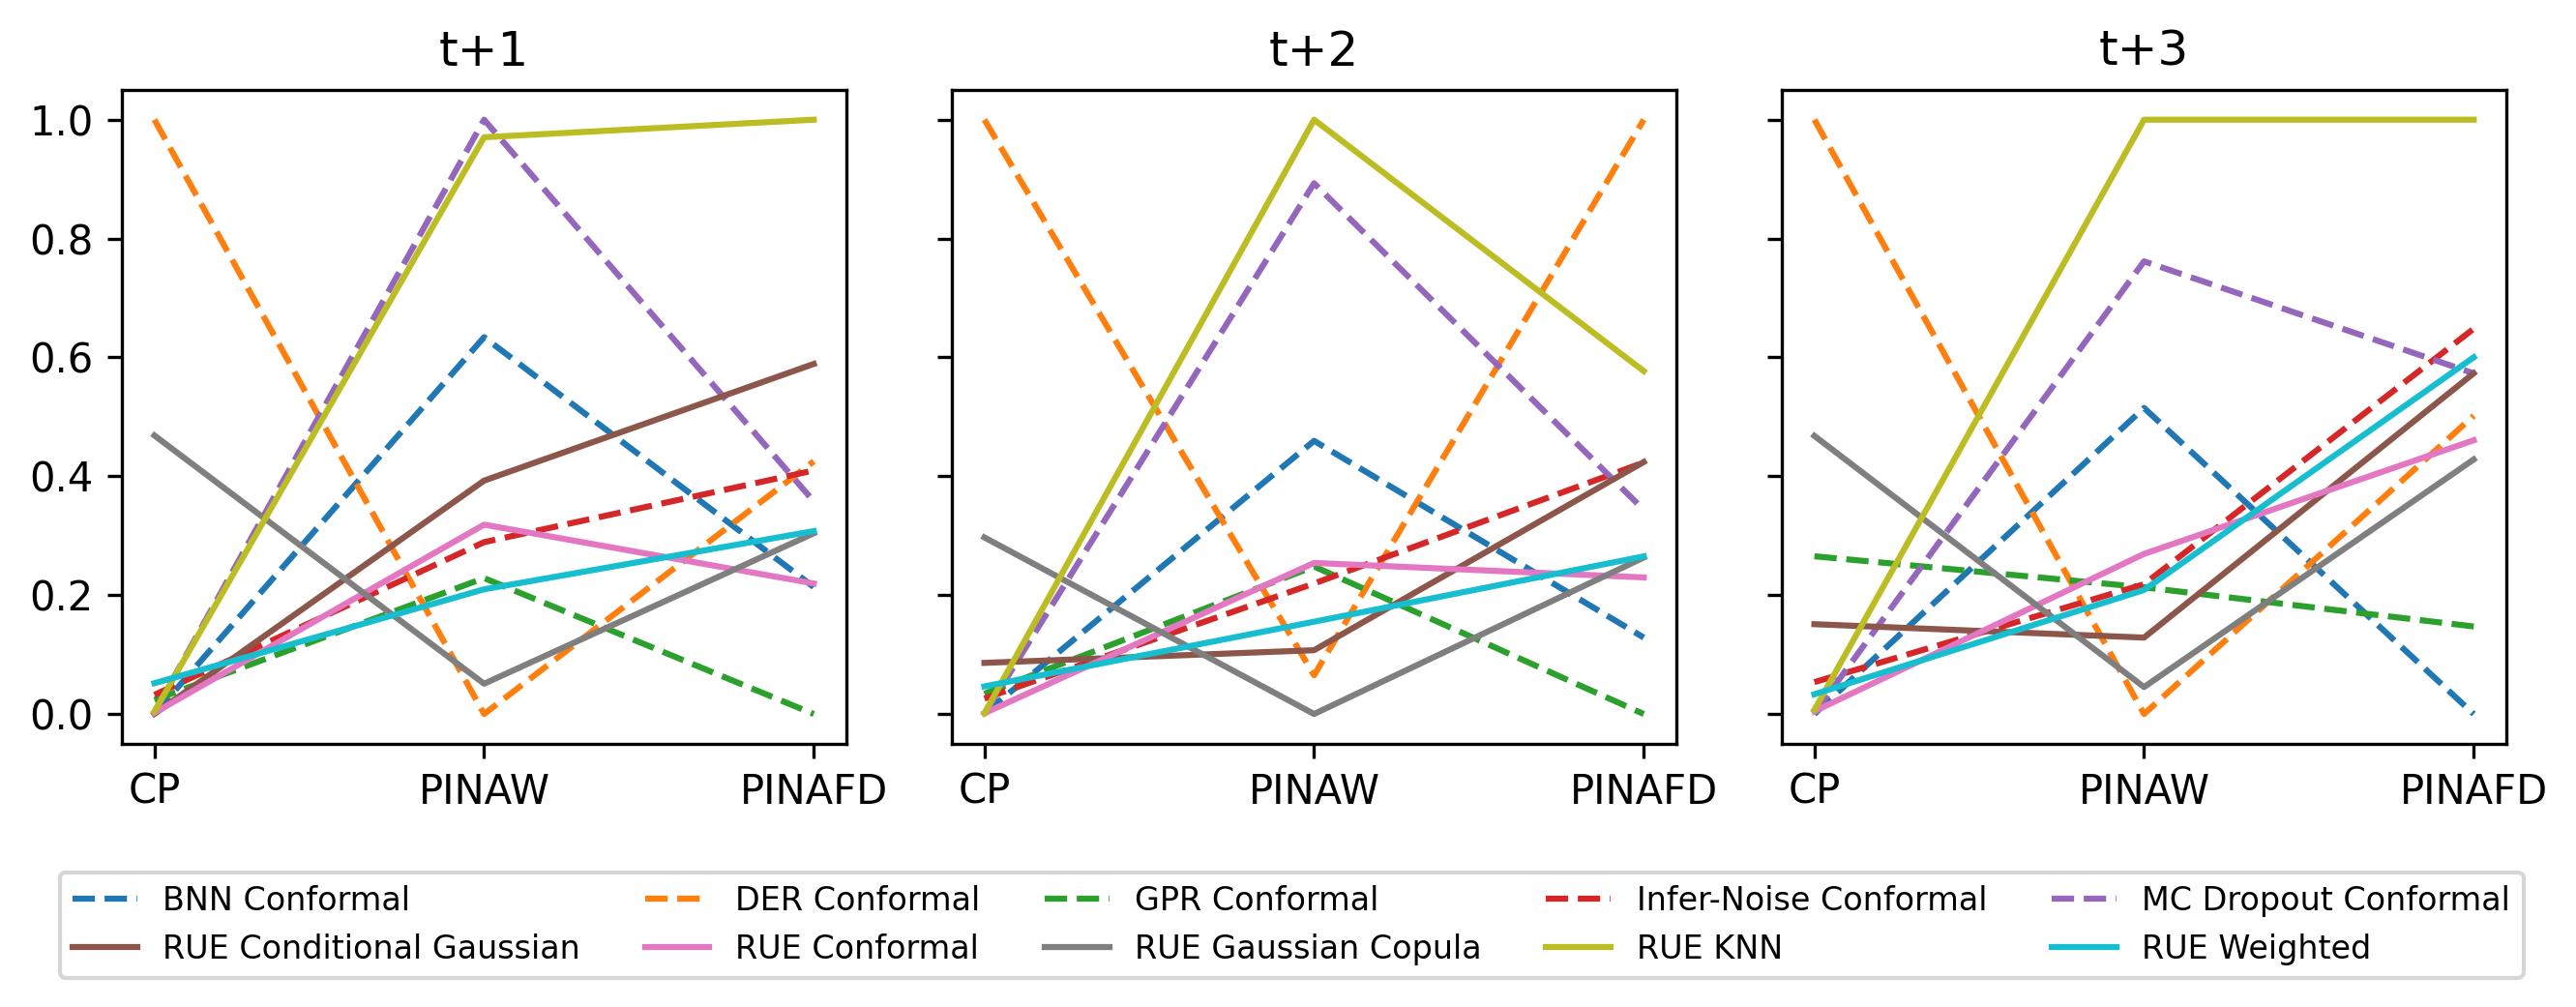 t+1 t+2 t+3
1.0
0.8
0.6
0.4
0.2
0.0
CP PINAW PINAFD CP PINAW PINAFD CP PINAW PINAFD
BNN Conformal DER Conformal GPR Conformal Infer-Noise Conformal MC Dropout Conformal
RUE Conditional Gaussian RUE Conformal RUE Gaussian Copula RUE KNN RUE Weighted